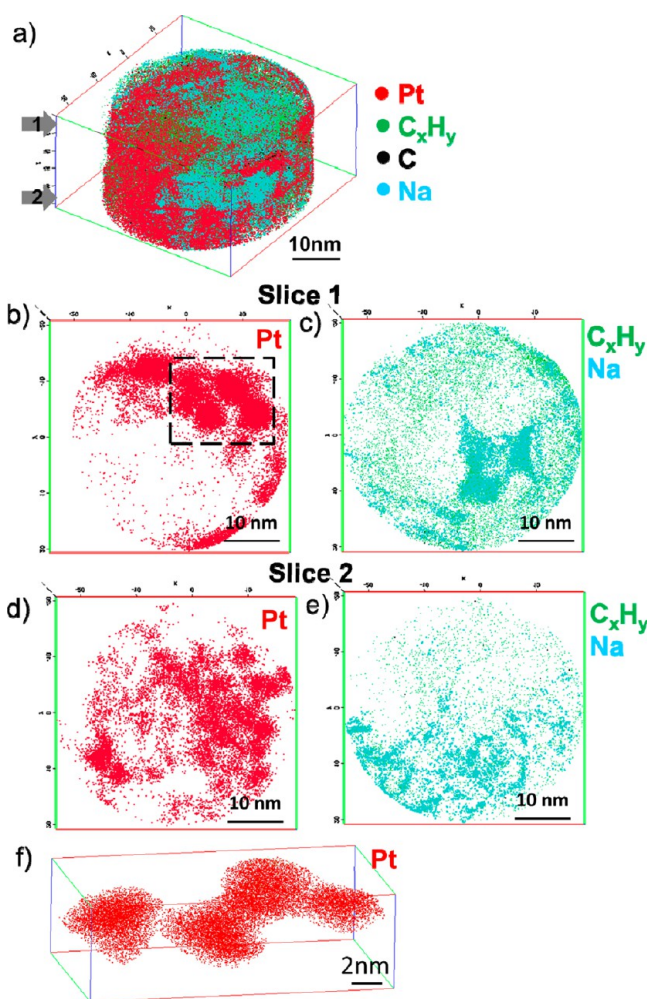 a)
1
2
Pt
CxHy
C
Na
10nm
Slice 1
b)
Pt
10 nm
c)
CxHy
Na
10 nm
Slice 2
d)
Pt
10 nm
e)
CxHy
Na
10 nm
f)
Pt
2nm